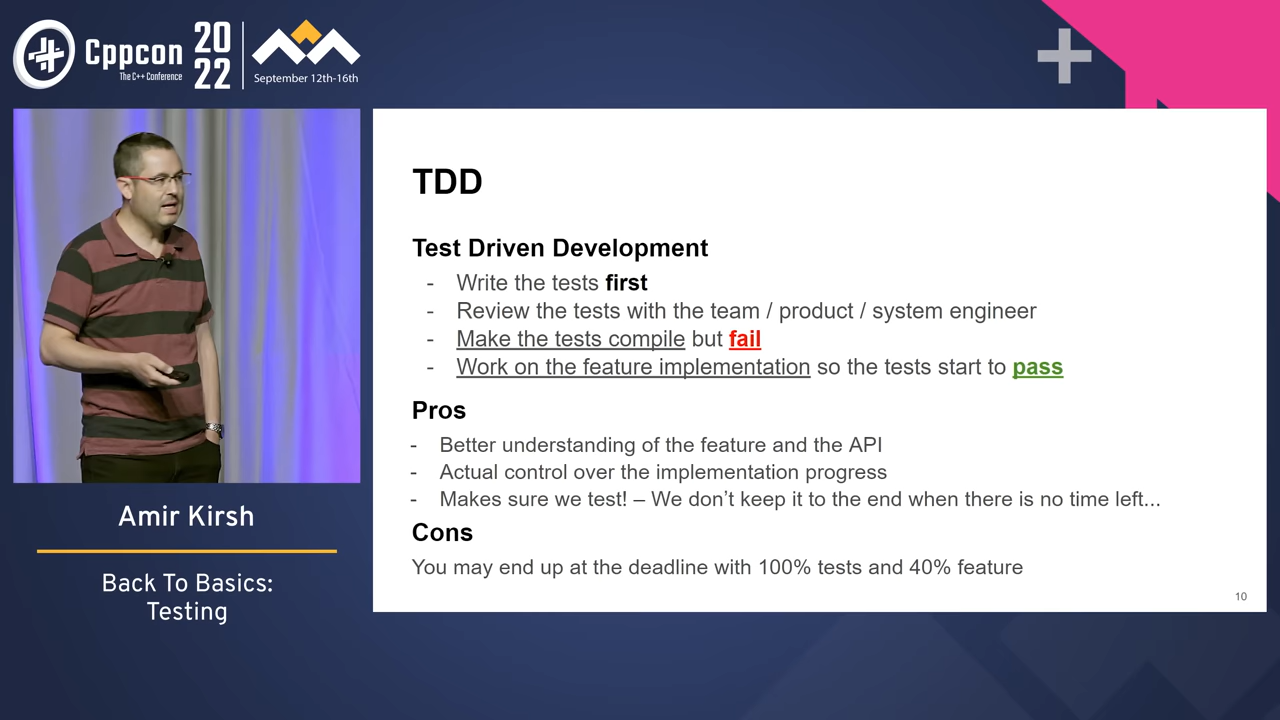 Cppcon
The C++ Conference
20
22
September 12th-16th
TDD
Test Driven Development
- Write the tests first
- Review the tests with the team / product / system engineer
- Make the tests compile but fail
- Work on the feature implementation so the tests start to pass
Pros
- Better understanding of the feature and the API
- Actual control over the implementation progress
- Makes sure we test! – We don’t keep it to the end when there is no time left...
Cons
You may end up at the deadline with 100% tests and 40% feature
10
Amir Kirsh
Back To Basics:
Testing